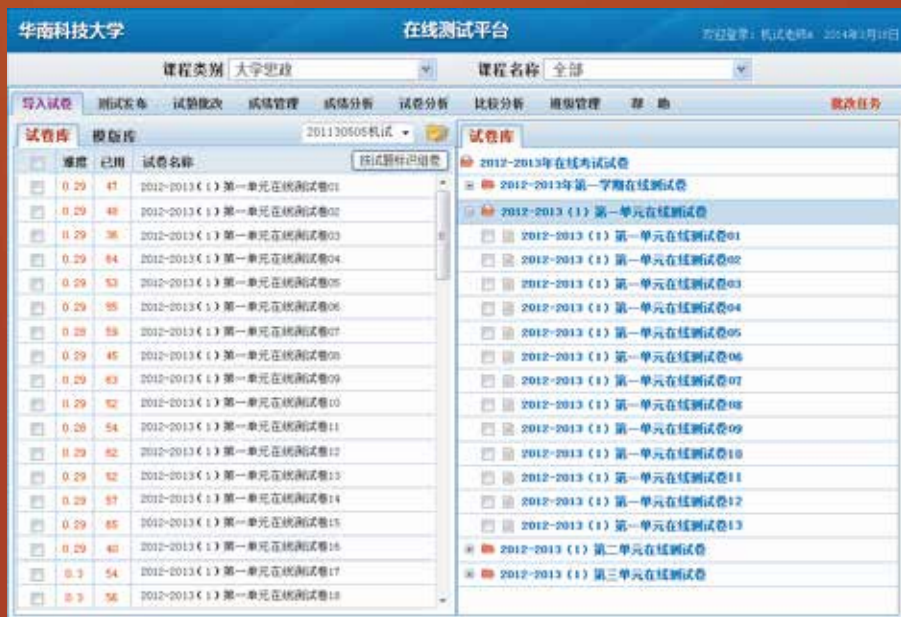 华南科技大学 在线测试平台 欢迎登录：机试老师 2014年3月18日
课程类别 大学思政 课程名称 全部
导入试卷 测试发布 试题批改 成绩管理 成绩分析 试卷分析 比较分析 班级管理 帮 助 批改任务
试卷库 模版库 201130505机试
难度 已用 试卷名称 按试题标识组卷
0.29 47 2012-2013(1)第一单元在线测试卷01
0.29 48 2012-2013(1)第一单元在线测试卷02
0.29 36 2012-2013(1)第一单元在线测试卷03
0.29 64 2012-2013(1)第一单元在线测试卷04
0.29 53 2012-2013(1)第一单元在线测试卷05
0.29 55 2012-2013(1)第一单元在线测试卷06
0.28 59 2012-2013(1)第一单元在线测试卷07
0.29 45 2012-2013(1)第一单元在线测试卷08
0.29 63 2012-2013(1)第一单元在线测试卷09
0.29 52 2012-2013(1)第一单元在线测试卷10
0.28 54 2012-2013(1)第一单元在线测试卷11
0.29 62 2012-2013(1)第一单元在线测试卷12
0.29 52 2012-2013(1)第一单元在线测试卷13
0.29 57 2012-2013(1)第一单元在线测试卷14
0.29 65 2012-2013(1)第一单元在线测试卷15
0.29 40 2012-2013(1)第一单元在线测试卷16
0.3 54 2012-2013(1)第一单元在线测试卷17
0.3 56 2012-2013(1)第一单元在线测试卷18
试卷库
2012-2013年在线考试试卷
2012-2013年第一学期在线测试卷
2012-2013 (1) 第一单元在线测试卷
2012-2013 (1) 第一单元在线测试卷01
2012-2013 (1) 第一单元在线测试卷02
2012-2013 (1) 第一单元在线测试卷03
2012-2013 (1) 第一单元在线测试卷04
2012-2013 (1) 第一单元在线测试卷05
2012-2013 (1) 第一单元在线测试卷06
2012-2013 (1) 第一单元在线测试卷07
2012-2013 (1) 第一单元在线测试卷08
2012-2013 (1) 第一单元在线测试卷09
2012-2013 (1) 第一单元在线测试卷10
2012-2013 (1) 第一单元在线测试卷11
2012-2013 (1) 第一单元在线测试卷12
2012-2013 (1) 第一单元在线测试卷13
2012-2013 (1) 第二单元在线测试卷
2012-2013 (1) 第三单元在线测试卷